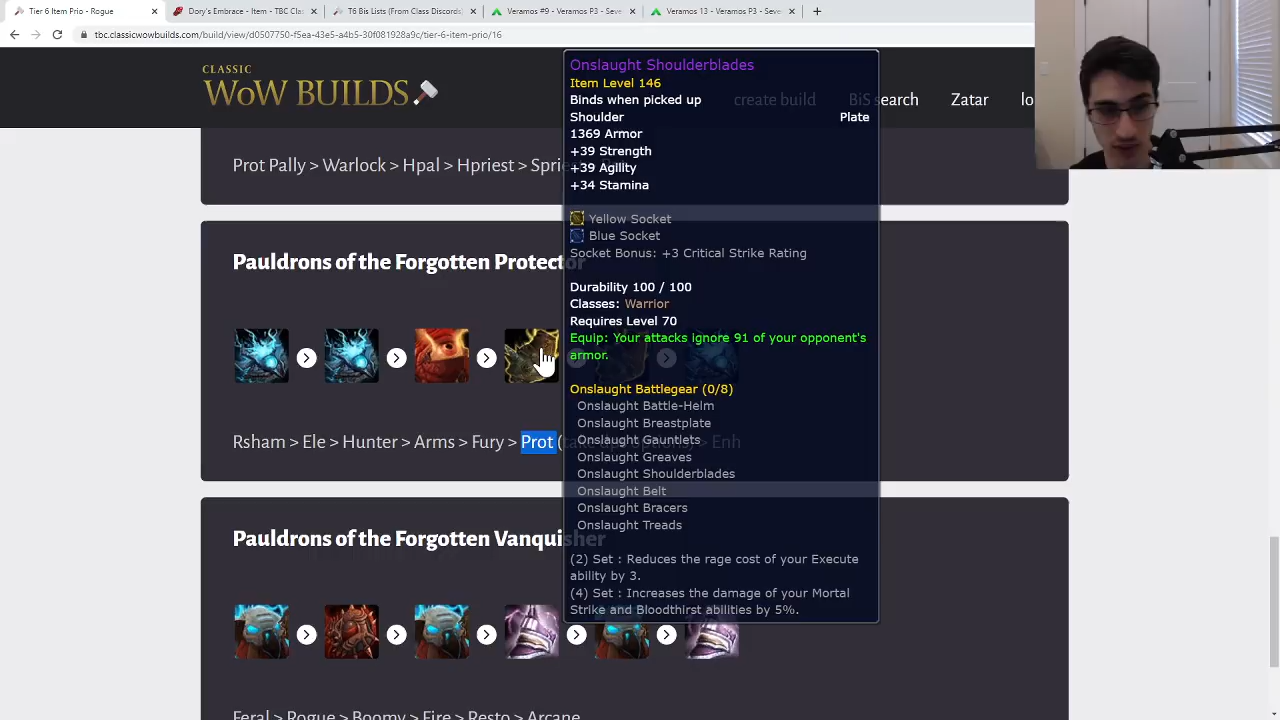 Tier 6 Item Prio - Rogue
Dory's Embrace - Item - TBC Cla
T6 Bis Lists (From Class Discords
Veramos #9 - Veramos P3 - Seve
Veramos 13 - Veramos P3 - Seve
tbc.classicwowbuilds.com/build/view/d0507750-f5ea-43e5-a4b5-30f081928a9c/tier-6-item-prio/16
CLASSIC
WoW BUILDS
create build
BiS search
Zatar
lo
Prot Pally > Warlock > Hpal > Hpriest > Sprie
Pauldrons of the Forgotten Protector
Rsham > Ele > Hunter > Arms > Fury > Prot (take ups options) > Enh
Pauldrons of the Forgotten Vanquisher
Feral > Rogue > Boomy > Fire > Resto > Arcane
Onslaught Shoulderblades
Item Level 146
Binds when picked up
Shoulder Plate
1369 Armor
+39 Strength
+39 Agility
+34 Stamina
Yellow Socket
Blue Socket
Socket Bonus: +3 Critical Strike Rating
Durability 100 / 100
Classes: Warrior
Requires Level 70
Equip: Your attacks ignore 91 of your opponent's
armor.
Onslaught Battlegear (0/8)
Onslaught Battle-Helm
Onslaught Breastplate
Onslaught Gauntlets
Onslaught Greaves
Onslaught Shoulderblades
Onslaught Belt
Onslaught Bracers
Onslaught Treads
(2) Set : Reduces the rage cost of your Execute
ability by 3.
(4) Set : Increases the damage of your Mortal
Strike and Bloodthirst abilities by 5%.